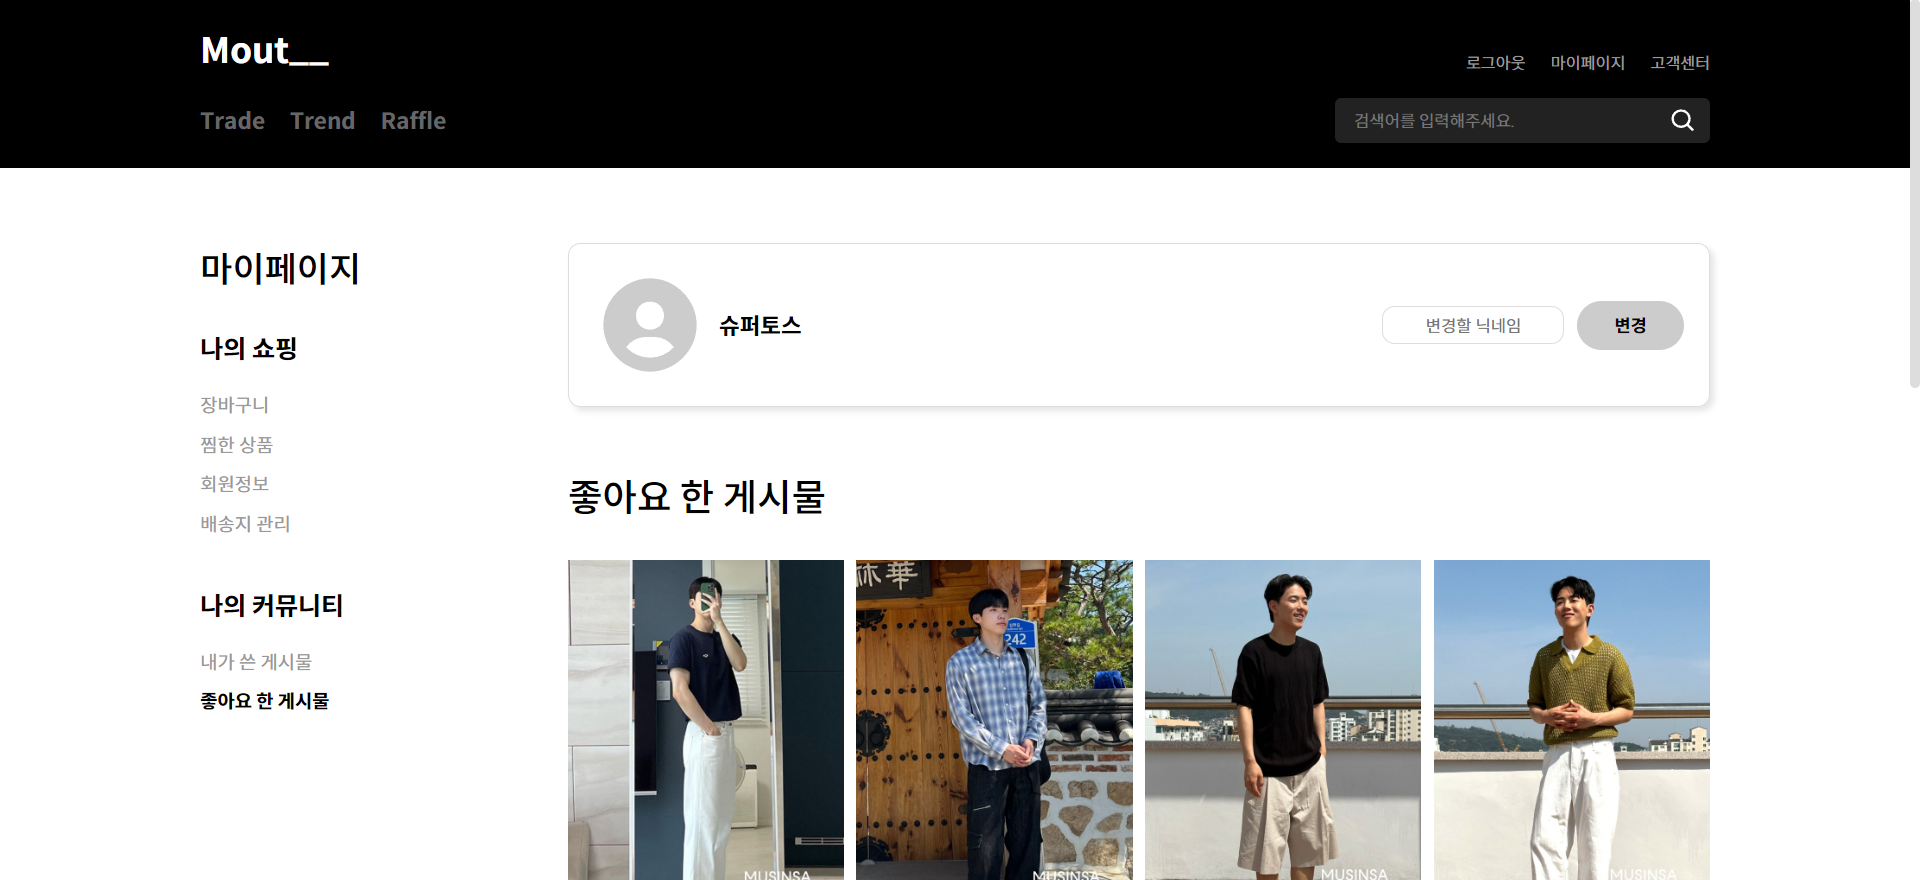 Mout__
로그아웃 마이페이지 고객센터
Trade Trend Raffle
검색어를 입력해주세요.
마이페이지
나의 쇼핑
장바구니
찜한 상품
회원정보
배송지 관리
나의 커뮤니티
내가 쓴 게시물
좋아요 한 게시물
슈퍼토스
변경할 닉네임
변경
좋아요 한 게시물
華
242
MUSINSA
MUSINSA
MUSINSA
MUSINSA